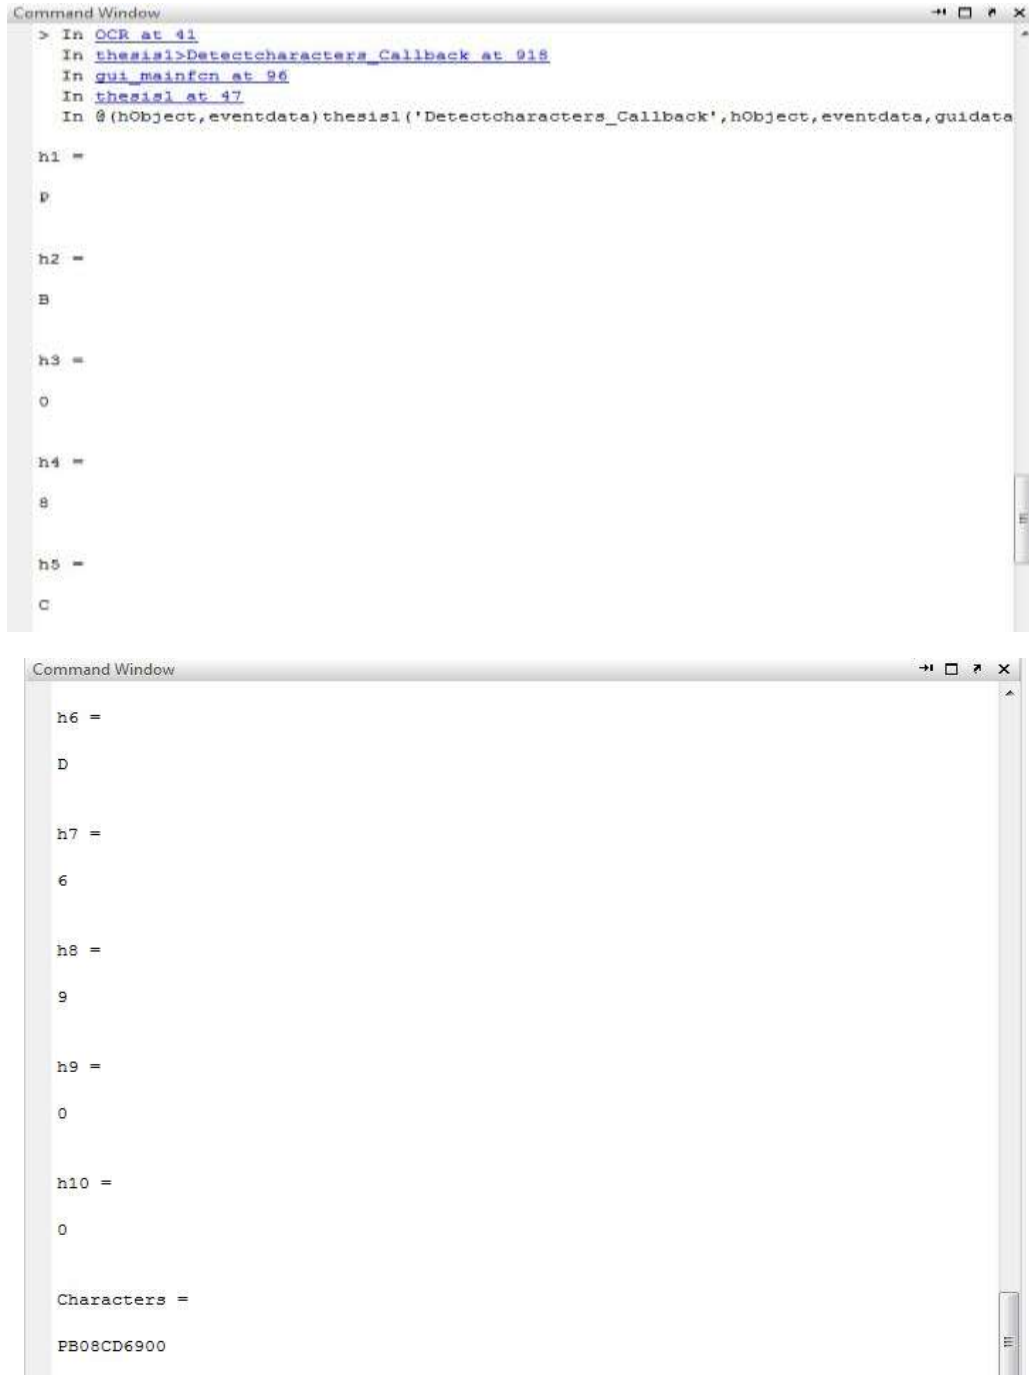 Command Window
> In OCR at 41
In thesis1>Detectcharacters_Callback at 918
In gui_mainfcn at 96
In thesis1 at 47
In @(hObject,eventdata)thesis1('Detectcharacters_Callback',hObject,eventdata,guidata
h1 =
P
h2 =
B
h3 =
0
h4 =
8
h5 =
C
Command Window
h6 =
D
h7 =
6
h8 =
9
h9 =
0
h10 =
0
Characters =
PB08CD6900